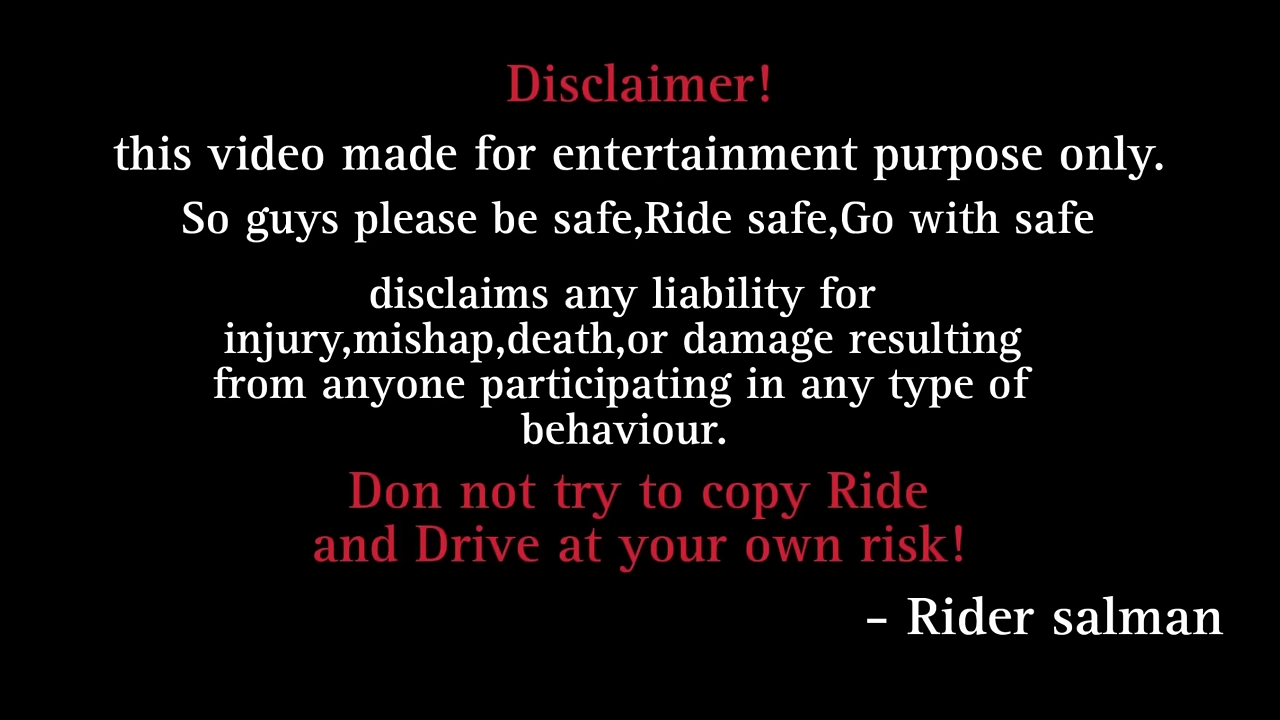 Disclaimer!
this video made for entertainment purpose only.
So guys please be safe,Ride safe,Go with safe
disclaims any liability for
injury,mishap,death,or damage resulting
from anyone participating in any type of
behaviour.
Don not try to copy Ride
and Drive at your own risk!
- Rider salman